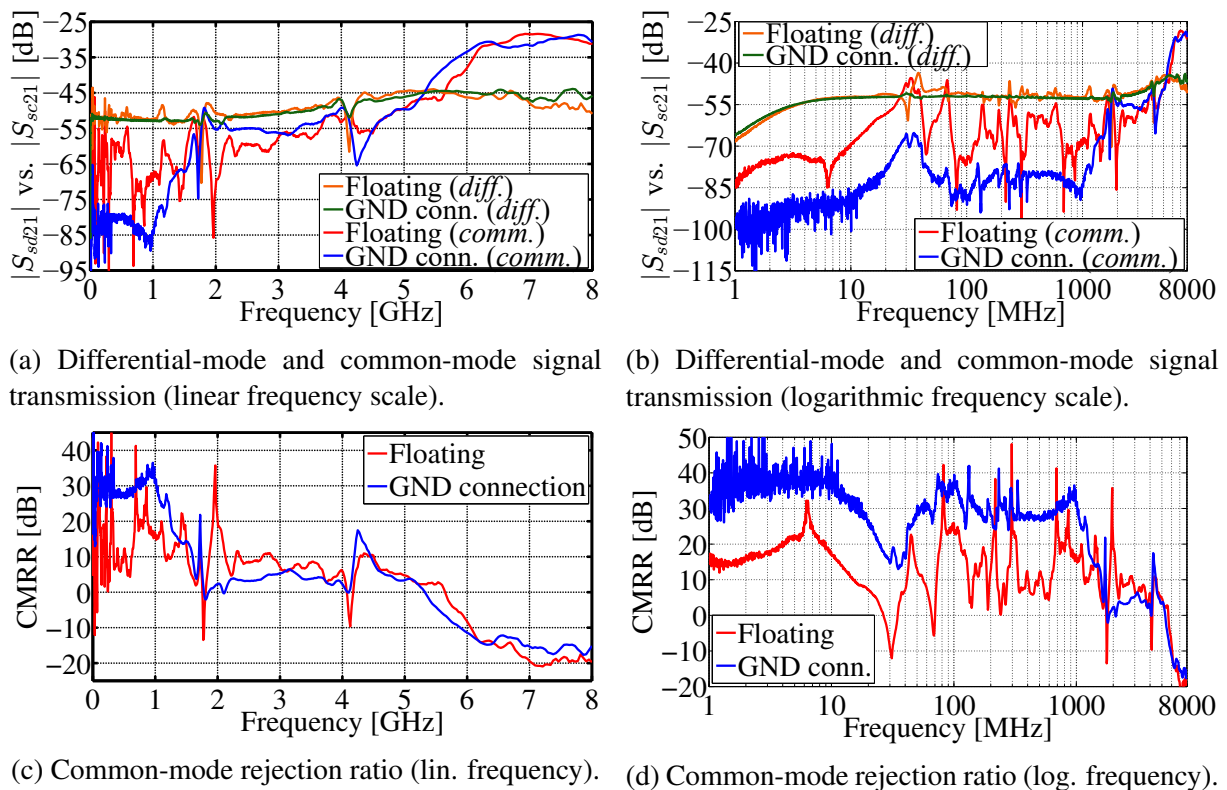 |Ssd21| vs. |Ssc21| [dB]
−25
−35
−45
−55
−65
−75
−85
−95
Floating (diff.)
GND conn. (diff.)
Floating (comm.)
GND conn. (comm.)
0 1 2 3 4 5 6 7 8
Frequency [GHz]
(a) Differential-mode and common-mode signal
transmission (linear frequency scale).
|Ssd21| vs. |Ssc21| [dB]
−25
−40
−55
−70
−85
−100
−115
Floating (diff.)
GND conn. (diff.)
Floating (comm.)
GND conn. (comm.)
1 10 100 1000 8000
Frequency [MHz]
(b) Differential-mode and common-mode signal
transmission (logarithmic frequency scale).
CMRR [dB]
40
30
20
10
0
−10
−20
Floating
GND connection
0 1 2 3 4 5 6 7 8
Frequency [GHz]
(c) Common-mode rejection ratio (lin. frequency).
CMRR [dB]
50
40
30
20
10
0
−10
−20
Floating
GND conn.
1 10 100 1000 8000
Frequency [MHz]
(d) Common-mode rejection ratio (log. frequency).